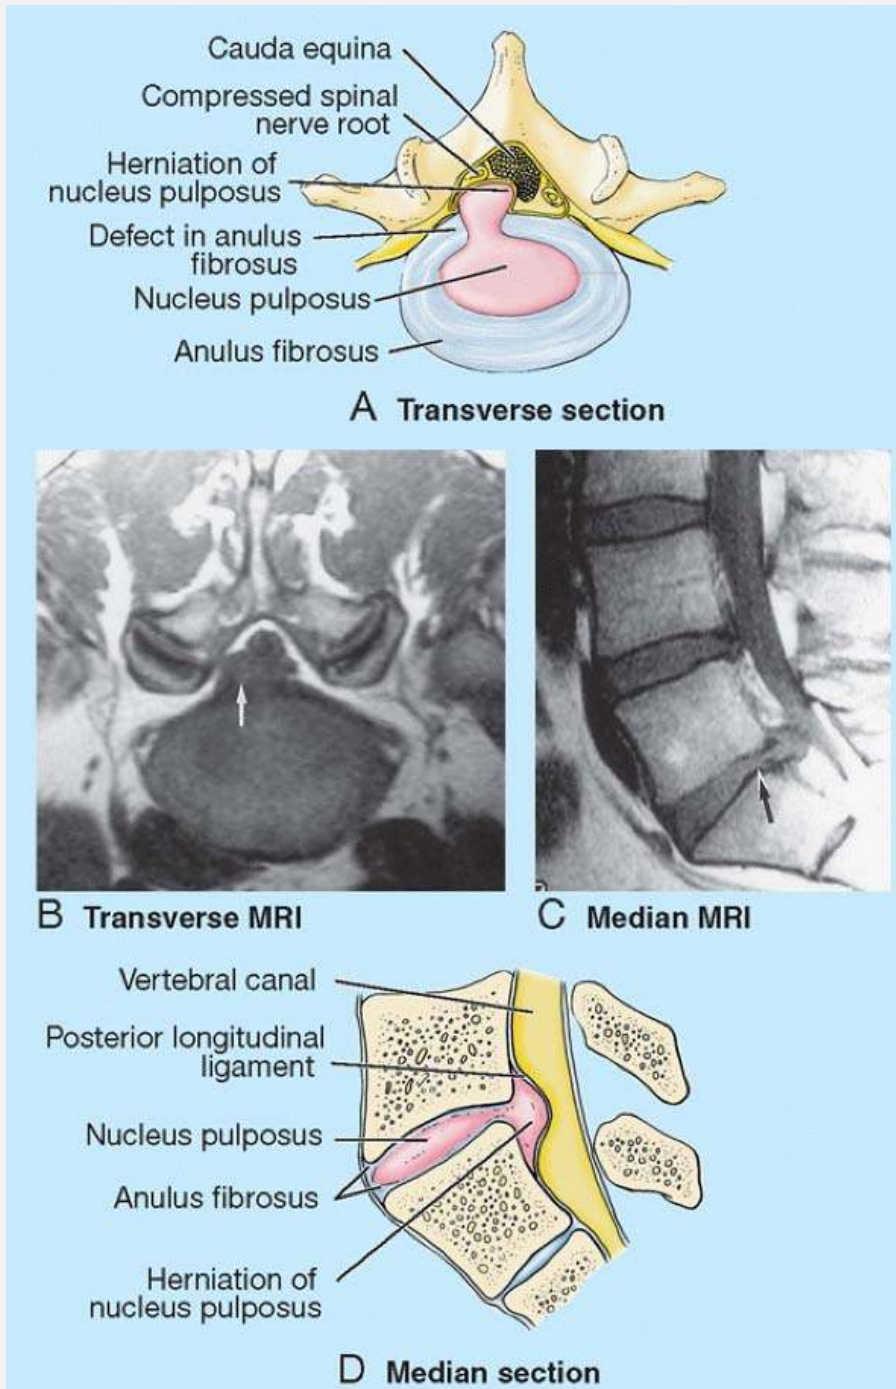 Cauda equina
Compressed spinal
nerve root
Herniation of
nucleus pulposus
Defect in anulus
fibrosus
Nucleus pulposus
Anulus fibrosus
A Transverse section
B Transverse MRI
C Median MRI
Vertebral canal
Posterior longitudinal
ligament
Nucleus pulposus
Anulus fibrosus
Herniation of
nucleus pulposus
D Median section